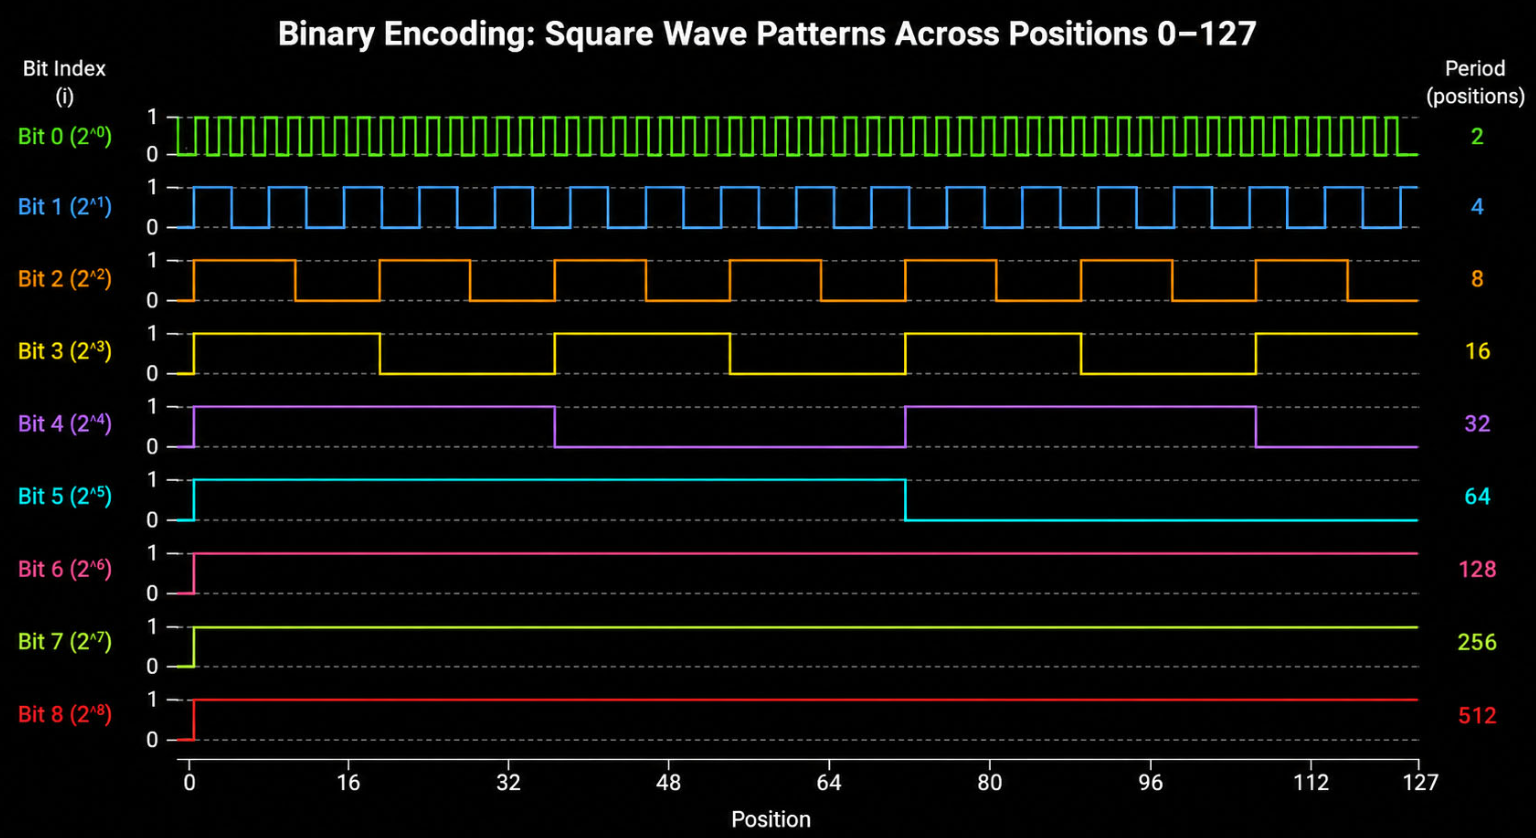 Binary Encoding: Square Wave Patterns Across Positions 0–127
Bit Index
(i)
Period
(positions)
1
Bit 0 (2^0)
0
2
1
Bit 1 (2^1)
0
4
1
Bit 2 (2^2)
0
8
1
Bit 3 (2^3)
0
16
1
Bit 4 (2^4)
0
32
1
Bit 5 (2^5)
0
64
1
Bit 6 (2^6)
0
128
1
Bit 7 (2^7)
0
256
1
Bit 8 (2^8)
0
512
0 16 32 48 64 80 96 112 127
Position